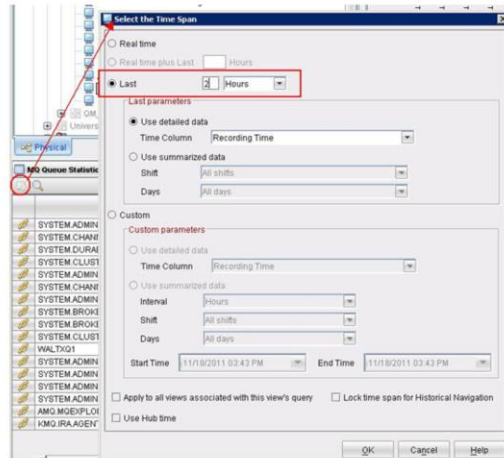 Select the Time Span
Real time
Real time plus Last Hours
Last 2 Hours
Last parameters
Use detailed data
Time Column Recording Time
Use summarized data
Shift All shifts
Days All days
Custom
Custom parameters
Use detailed data
Time Column Recording Time
Use summarized data
Interval Hours
Shift All shifts
Days All days
Start Time 11/18/2011 03:43 PM End Time 11/18/2011 03:43 PM
Apply to all views associated with this view's query Lock time span for Historical Navigation
Use Hub time
OK Cancel Help
QM_
Univers
Physical
MQ Queue Statistic
SYSTEM.ADMIN
SYSTEM.CHANI
SYSTEM.DURAE
SYSTEM.CLUST
SYSTEM.ADMIN
SYSTEM.CHANI
SYSTEM.ADMIN
SYSTEM.BROKE
SYSTEM.BROKE
SYSTEM.CLUST
WALTXQ1
SYSTEM.ADMIN
SYSTEM.ADMIN
SYSTEM.ADMIN
SYSTEM.ADMIN
AMQ.MQEXPLOI
KMQ.IRA.AGENT